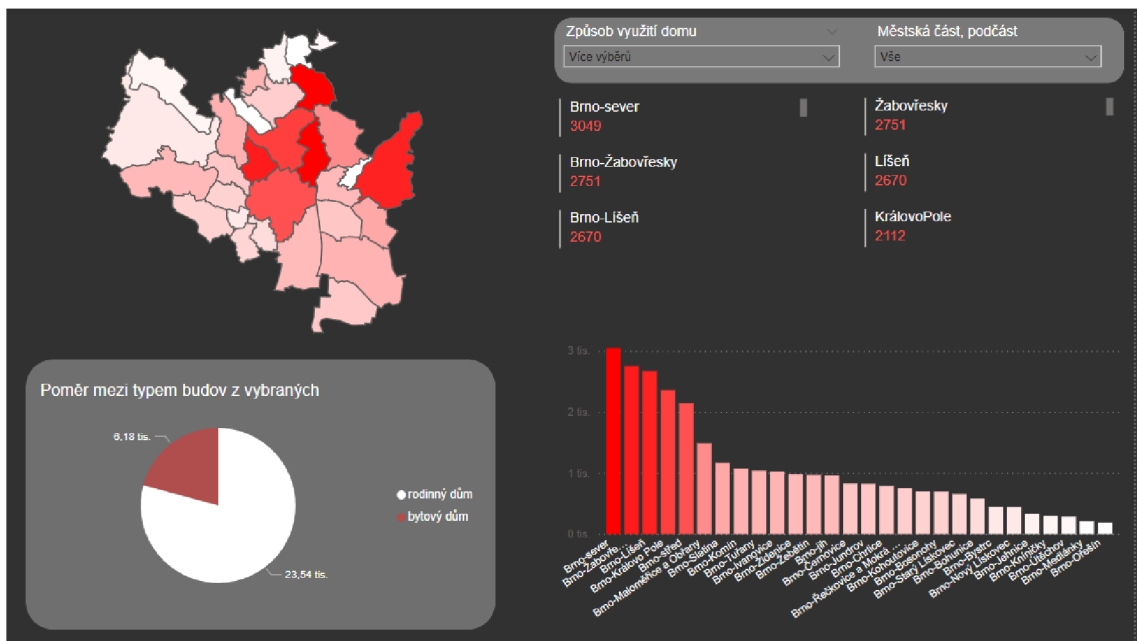 Způsob využití domu
Více výběrů
Městská část, podčást
Vše
Brno-sever
3049
Brno-Žabovřesky
2751
Brno-Líšeň
2670
Žabovřesky
2751
Líšeň
2670
KrálovoPole
2112
Poměr mezi typem budov z vybraných
6,18 tis.
23,54 tis.
rodinný dům
bytový dům
3 tis.
2 tis.
1 tis.
0 tis.
Brno-sever
Brno-Žabovře...
Brno-Líšeň
Brno-Královo Pole
Brno-střed
Brno-Maloměřice a Obřany
Brno-Slatina
Brno-Komín
Brno-Tuřany
Brno-Ivanovice
Brno-Židenice
Brno-Žebětín
Brno-jih
Brno-Černovice
Brno-Jundrov
Brno-Chrlice
Brno-Řečkovice a Mokrá ...
Brno-Kohoutovice
Brno-Bosonohy
Brno-Starý Lískovec
Brno-Bohunice
Brno-Bystrc
Brno-Nový Lískovec
Brno-Jehnice
Brno-Kníničky
Brno-Útěchov
Brno-Medlánky
Brno-Ořešín